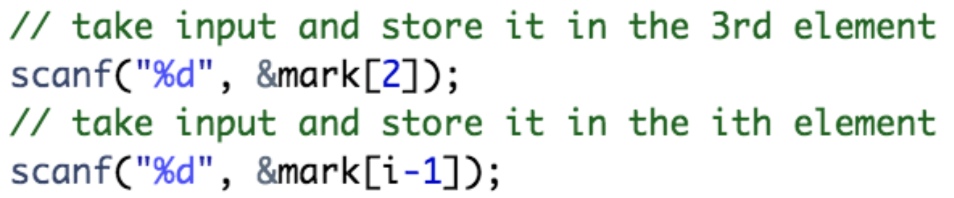 // take input and store it in the 3rd element
scanf("%d", &mark[2]);
// take input and store it in the ith element
scanf("%d", &mark[i-1]);